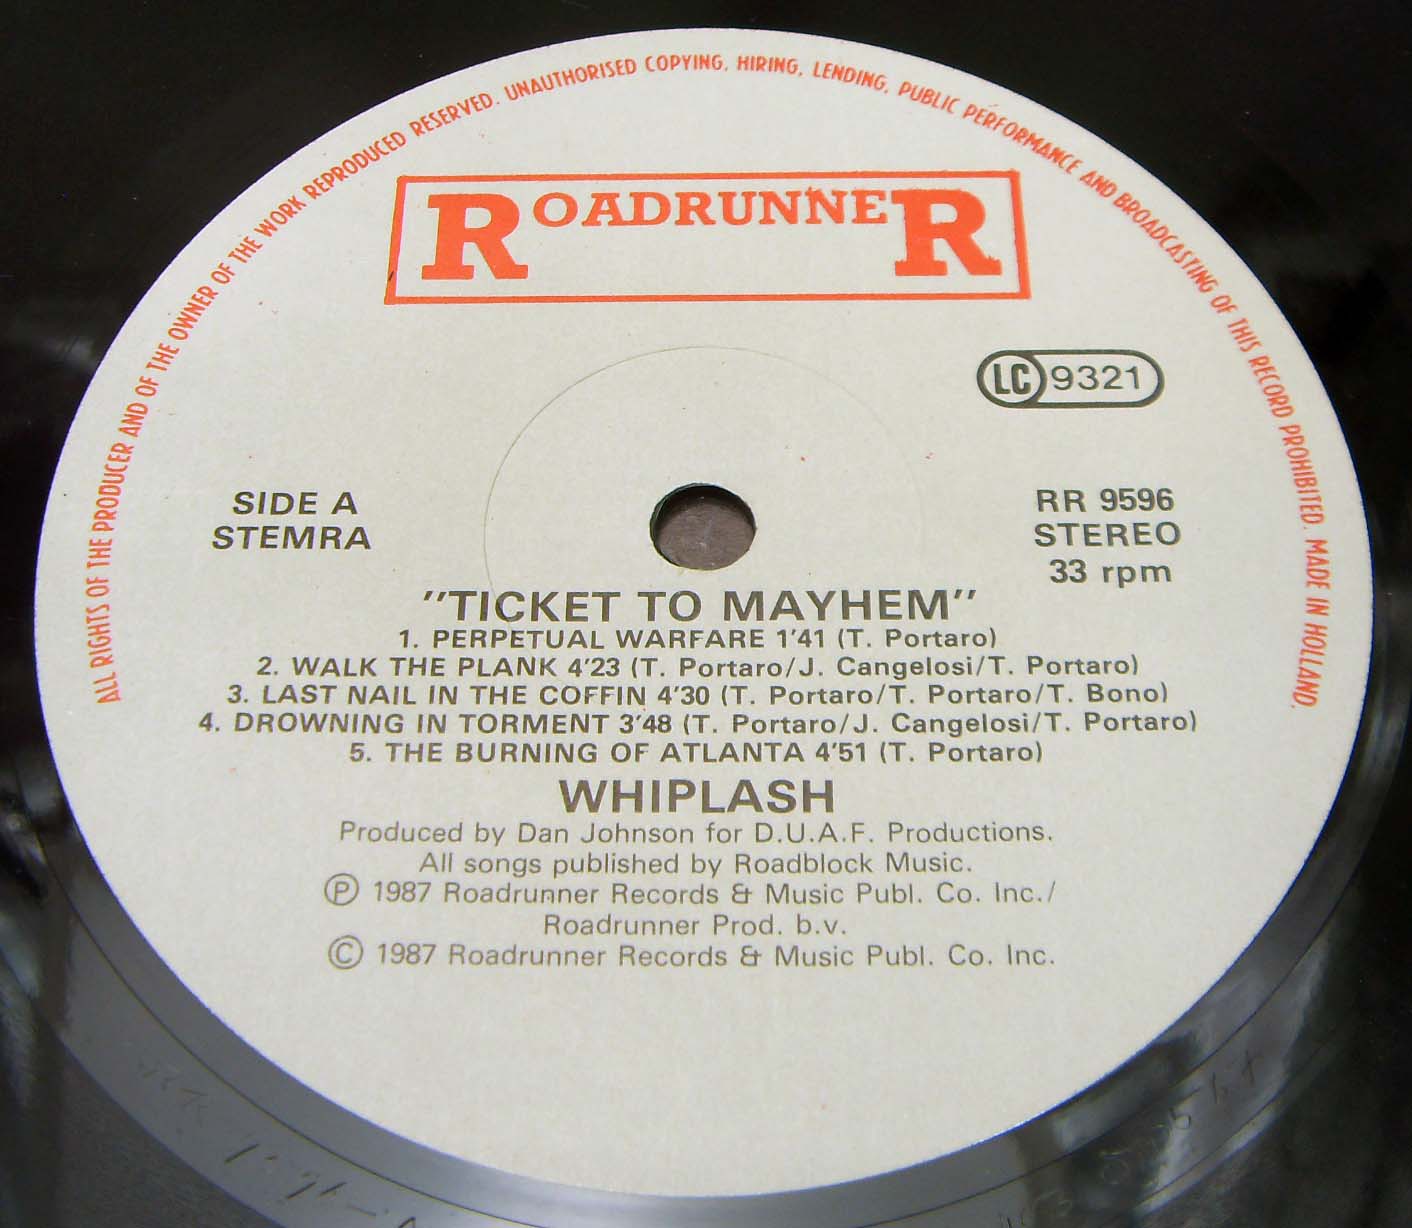 ALL RIGHTS OF THE PRODUCER AND OF THE OWNER OF THE WORK REPRODUCED RESERVED. UNAUTHORISED COPYING, HIRING, LENDING, PUBLIC PERFORMANCE AND BROADCASTING OF THIS RECORD PROHIBITED. MADE IN HOLLAND.
ROADRUNNER
LC 9321
SIDE A
STEMRA
RR 9596
STEREO
33 rpm
"TICKET TO MAYHEM"
1. PERPETUAL WARFARE 1'41 (T. Portaro)
2. WALK THE PLANK 4'23 (T. Portaro/J. Cangelosi/T. Portaro)
3. LAST NAIL IN THE COFFIN 4'30 (T. Portaro/T. Portaro/T. Bono)
4. DROWNING IN TORMENT 3'48 (T. Portaro/J. Cangelosi/T. Portaro)
5. THE BURNING OF ATLANTA 4'51 (T. Portaro)
WHIPLASH
Produced by Dan Johnson for D.U.A.F. Productions.
All songs published by Roadblock Music.
Ⓟ 1987 Roadrunner Records & Music Publ. Co. Inc./
Roadrunner Prod. b.v.
© 1987 Roadrunner Records & Music Publ. Co. Inc.